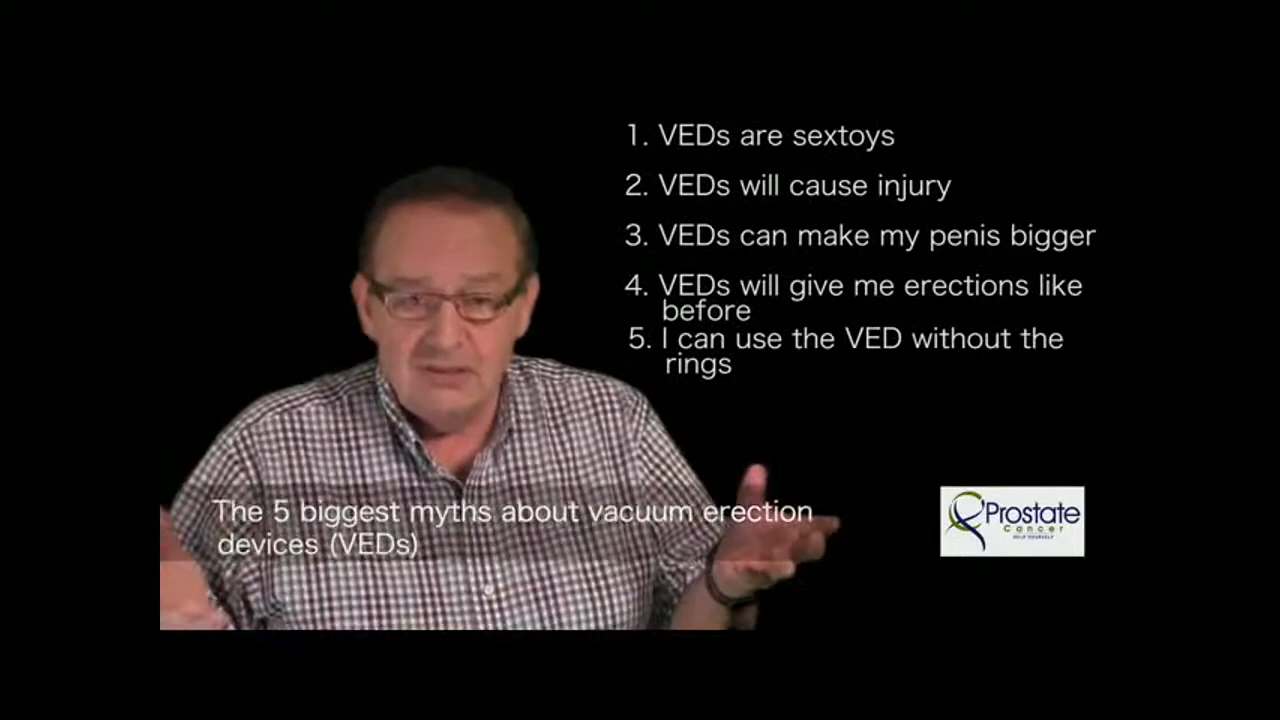 1. VEDs are sextoys
2. VEDs will cause injury
3. VEDs can make my penis bigger
4. VEDs will give me erections like
before
5. I can use the VED without the
rings
The 5 biggest myths about vacuum erection
devices (VEDs)
Prostate
Cancer
HELP YOURSELF